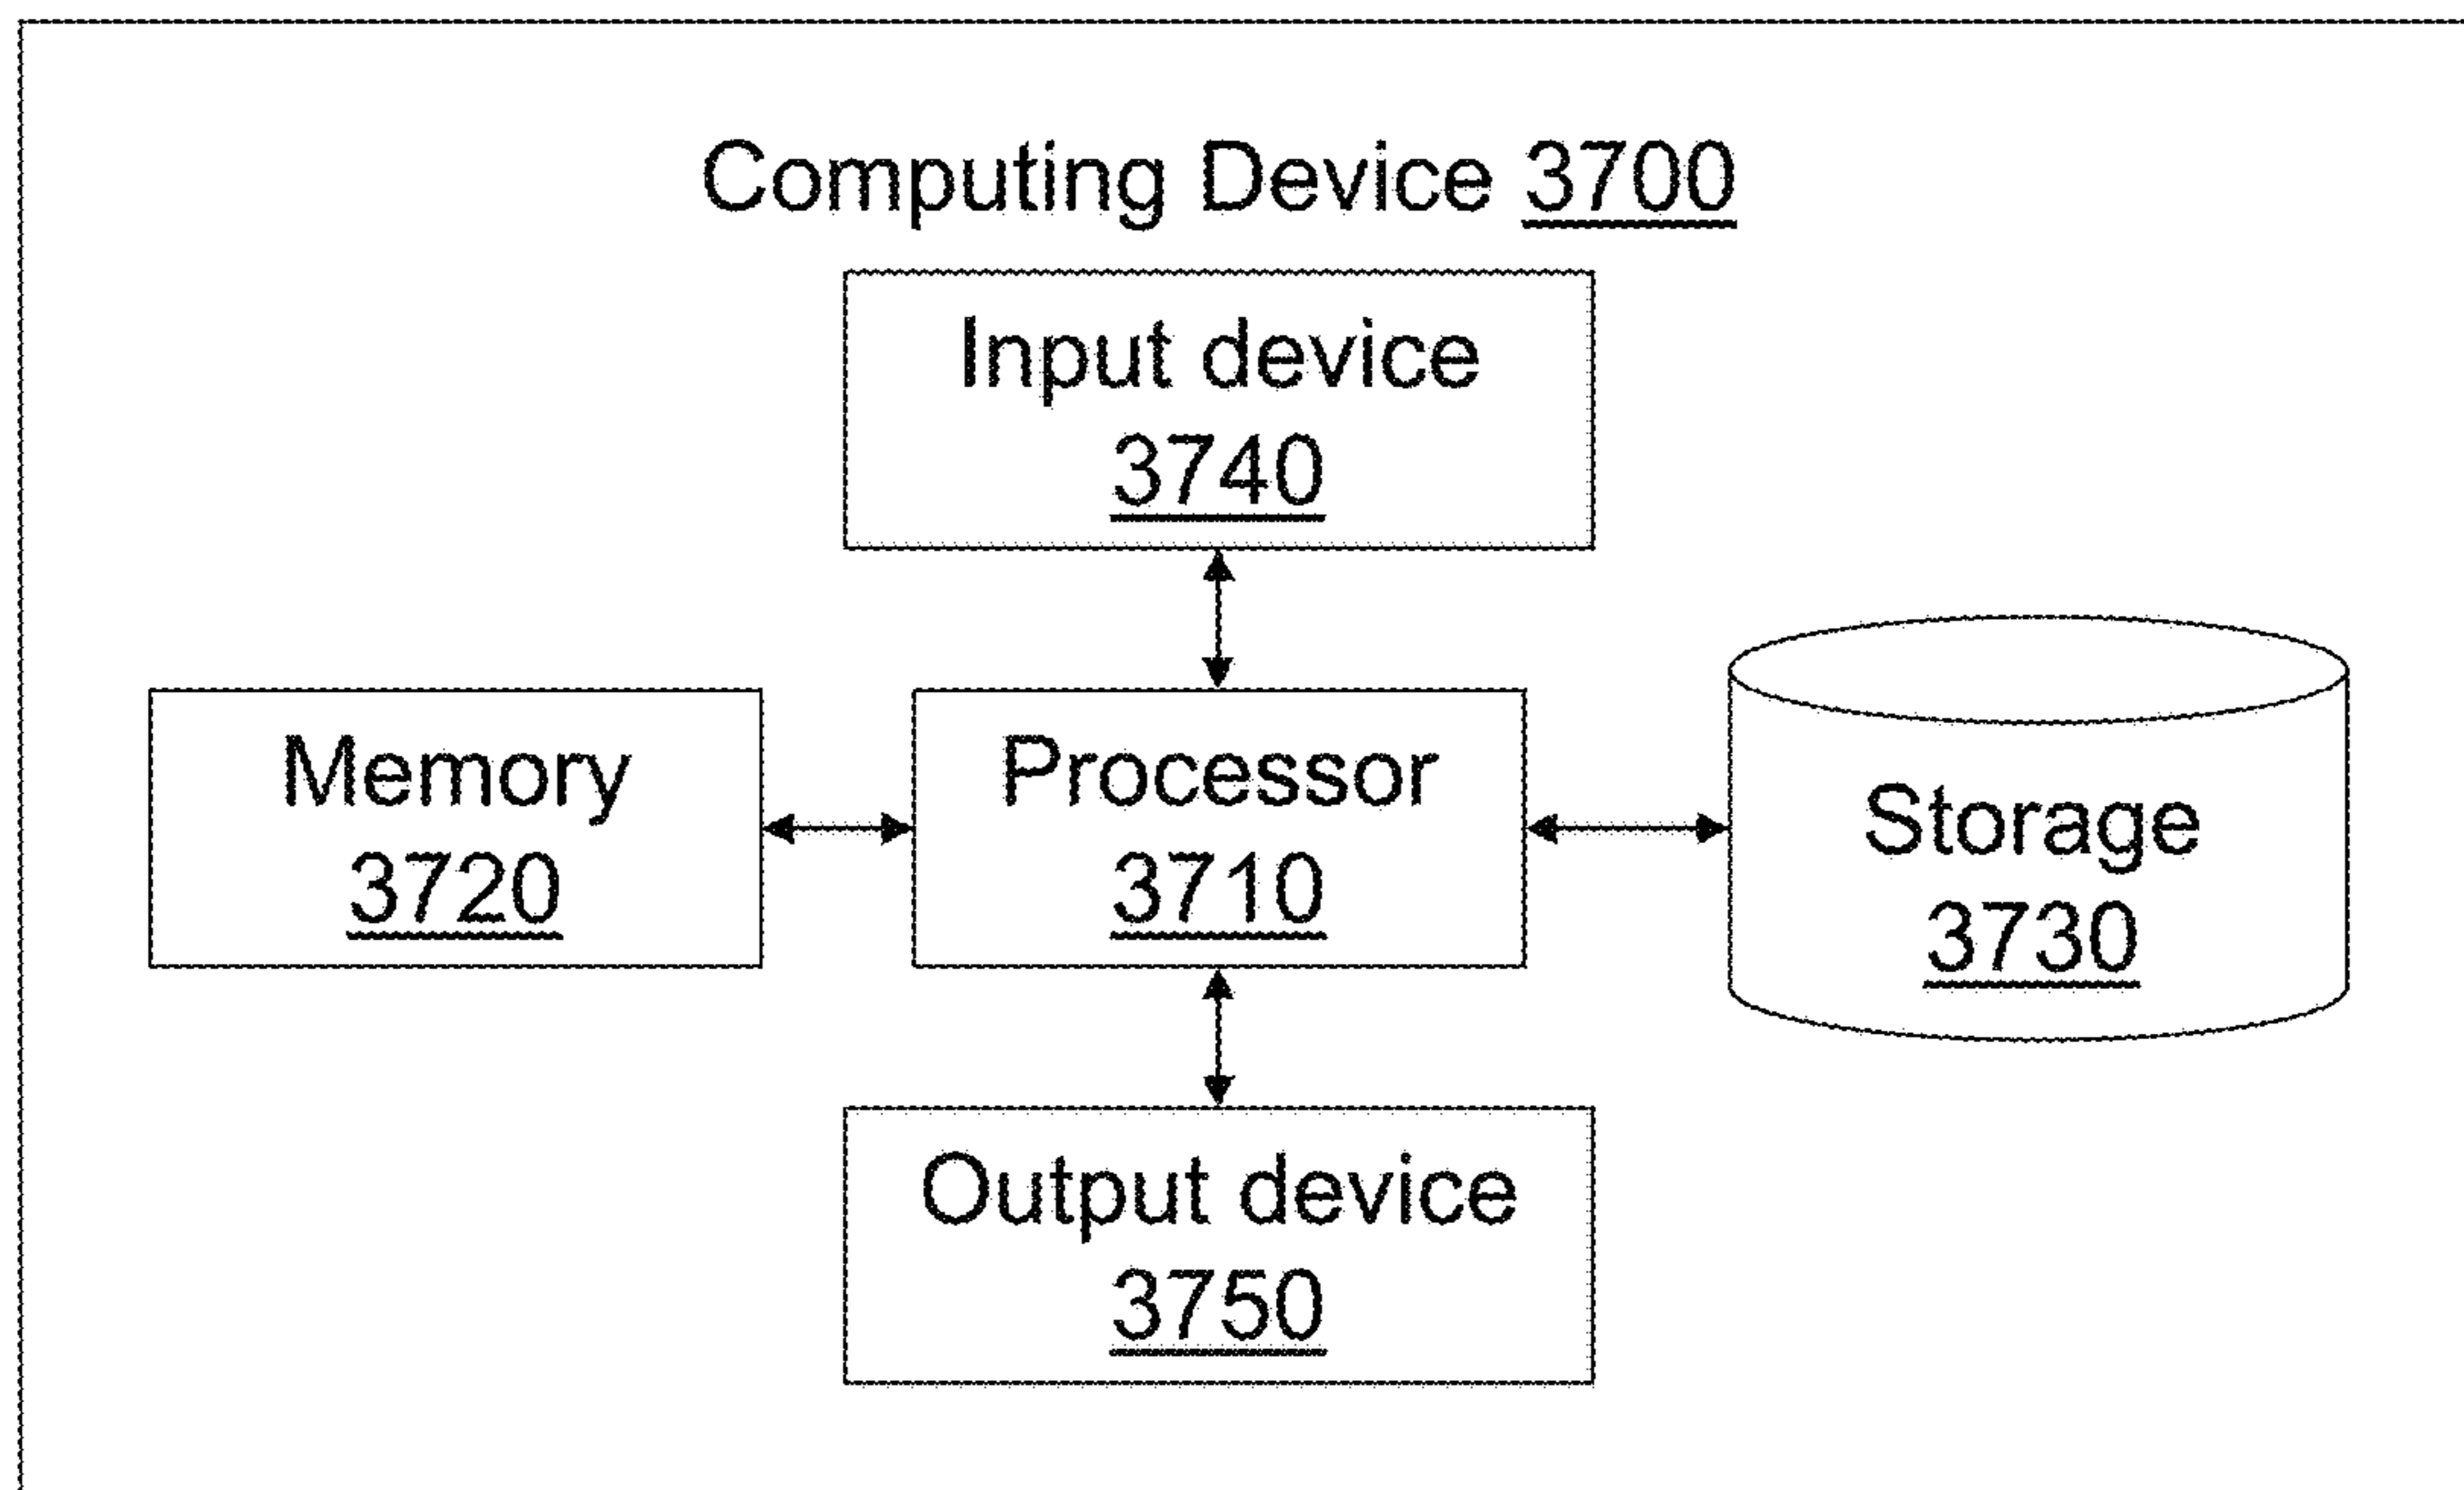 Computing Device 3700
Input device
3740
Memory
3720
Processor
3710
Storage
3730
Output device
3750